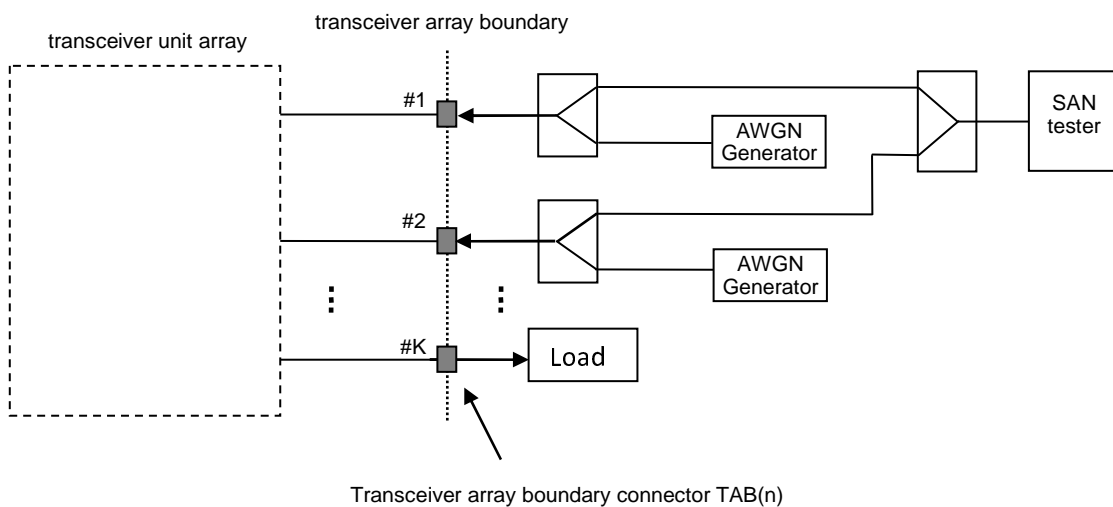 transceiver array boundary
transceiver unit array
#1
SAN
tester
AWGN
Generator
#2
AWGN
Generator
#K
Load
Transceiver array boundary connector TAB(n)